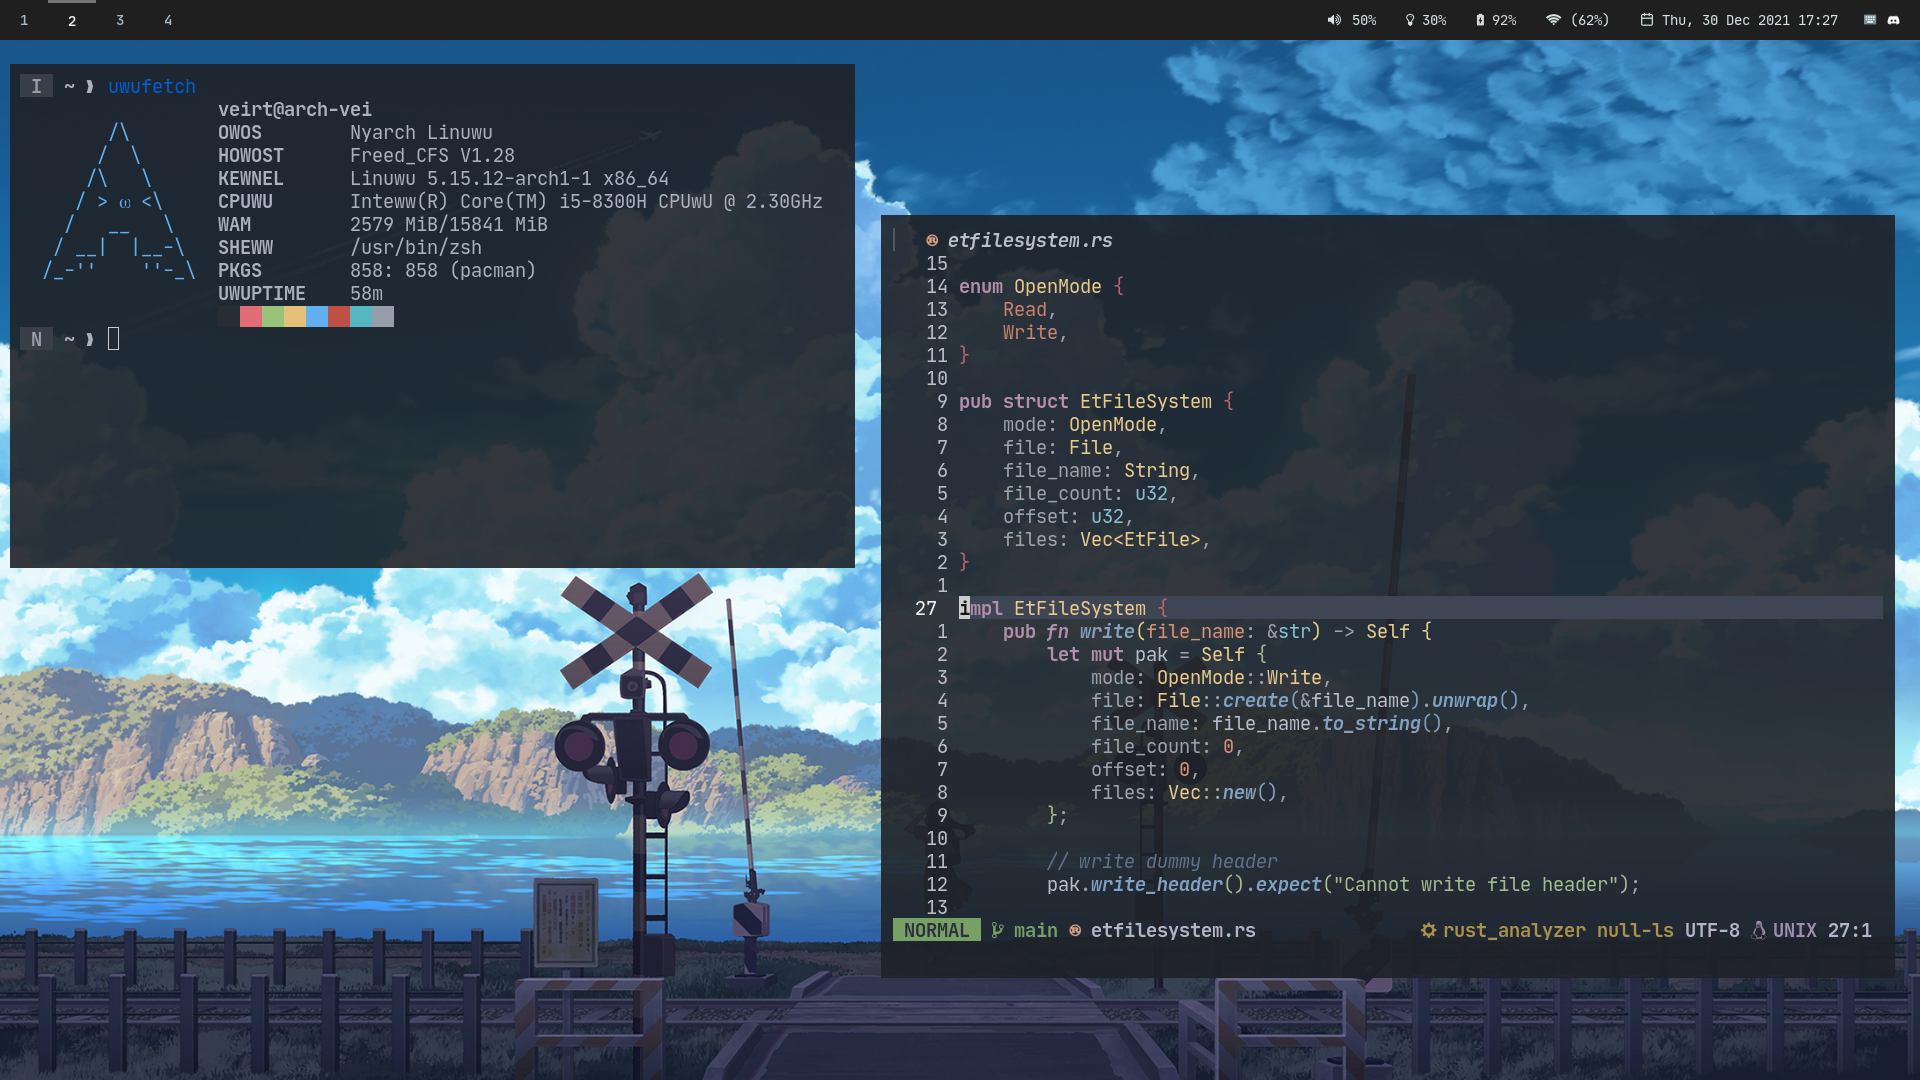 1 2 3 4 50% 30% 92% (62%) Thu, 30 Dec 2021 17:27
I ~ ❱ uwufetch
veirt@arch-vei
/\ OWOS Nyarch Linuwu
/  \ HOWOST Freed_CFS V1.28
/\   \ KEWNEL Linuwu 5.15.12-arch1-1 x86_64
/ > ω <\ CPUWU Inteww(R) Core(TM) i5-8300H CPUwU @ 2.30GHz
/   __   \ WAM 2579 MiB/15841 MiB
/ __|  |__-\ SHEWW /usr/bin/zsh
/_-''    ''-_\ PKGS 858: 858 (pacman)
UWUPTIME 58m
N ~ ❱
etfilesystem.rs
15
14 enum OpenMode {
13     Read,
12     Write,
11 }
10
9 pub struct EtFileSystem {
8     mode: OpenMode,
7     file: File,
6     file_name: String,
5     file_count: u32,
4     offset: u32,
3     files: Vec<EtFile>,
2 }
1
27 impl EtFileSystem {
1     pub fn write(file_name: &str) -> Self {
2         let mut pak = Self {
3             mode: OpenMode::Write,
4             file: File::create(&file_name).unwrap(),
5             file_name: file_name.to_string(),
6             file_count: 0,
7             offset: 0,
8             files: Vec::new(),
9         };
10
11         // write dummy header
12         pak.write_header().expect("Cannot write file header");
13
NORMAL main etfilesystem.rs rust_analyzer null-ls UTF-8 UNIX 27:1